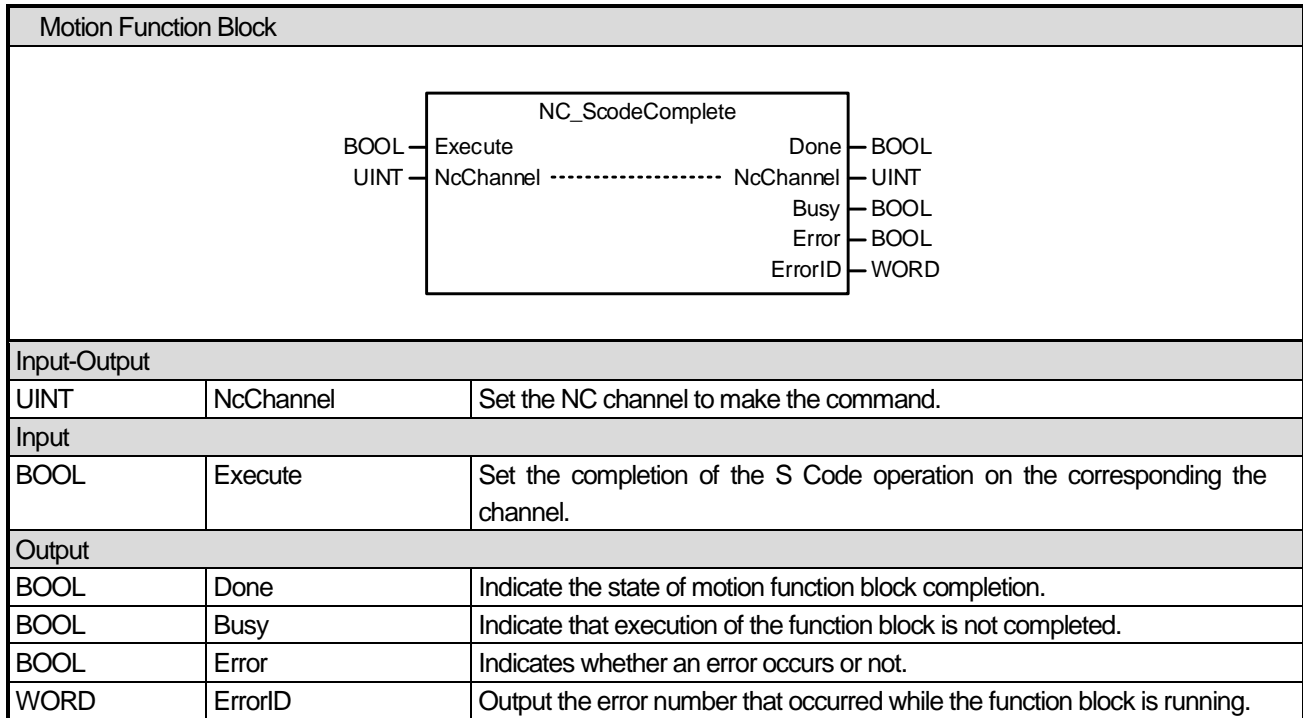 Motion Function Block
NC_ScodeComplete
BOOL Execute Done BOOL
UINT NcChannel NcChannel UINT
Busy BOOL
Error BOOL
ErrorID WORD
Input-Output
UINT NcChannel Set the NC channel to make the command.
Input
BOOL Execute Set the completion of the S Code operation on the corresponding the
channel.
Output
BOOL Done Indicate the state of motion function block completion.
BOOL Busy Indicate that execution of the function block is not completed.
BOOL Error Indicates whether an error occurs or not.
WORD ErrorID Output the error number that occurred while the function block is running.